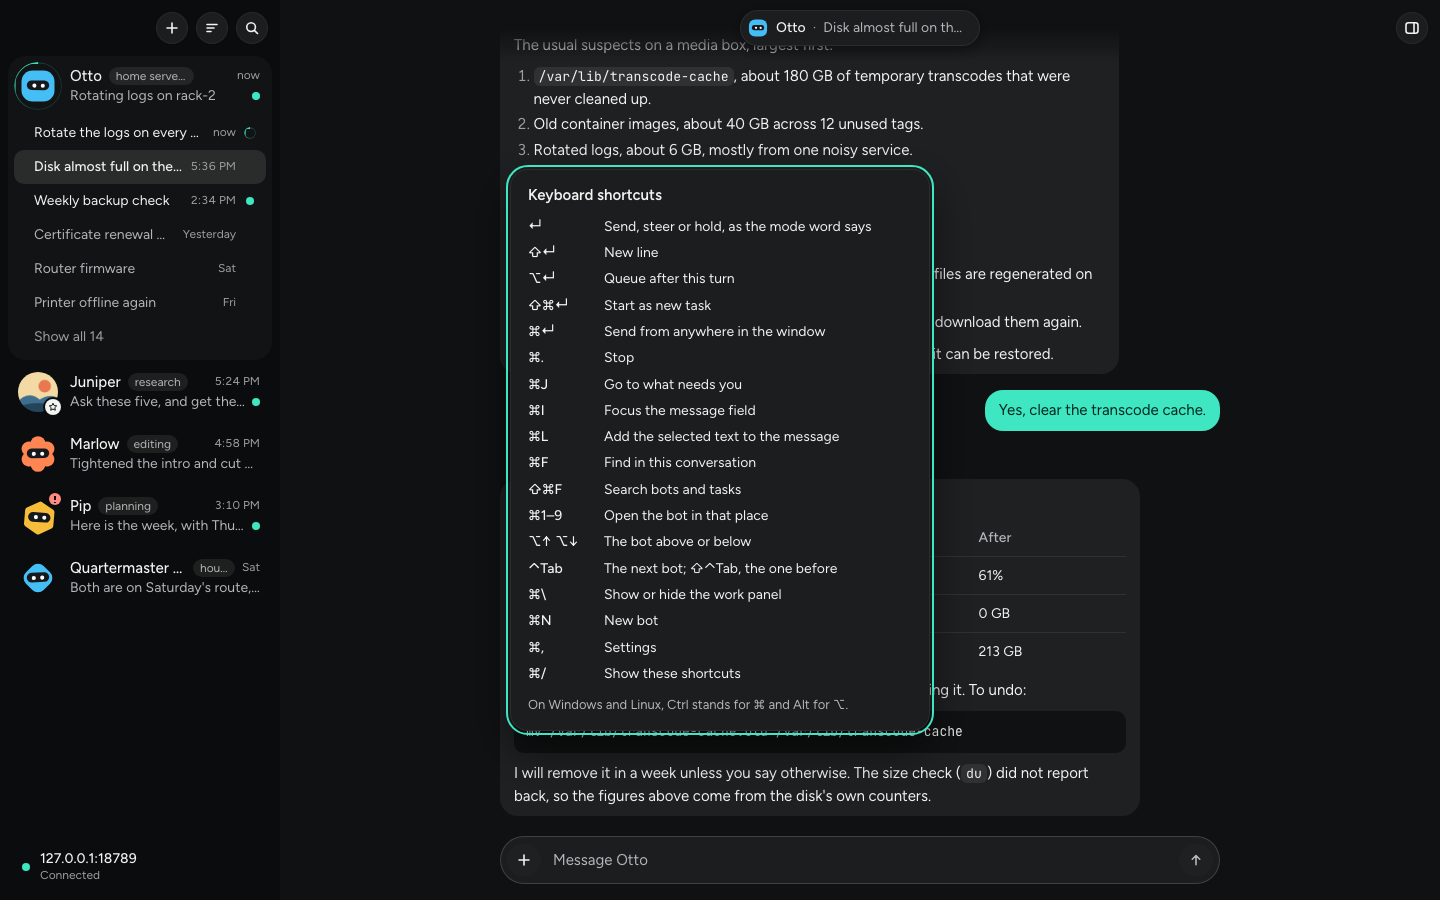 Otto home serve... now
Rotating logs on rack-2
Rotate the logs on every ... now
Disk almost full on the... 5:36 PM
Weekly backup check 2:34 PM
Certificate renewal ... Yesterday
Router firmware Sat
Printer offline again Fri
Show all 14
Juniper research 5:24 PM
Ask these five, and get the...
Marlow editing 4:58 PM
Tightened the intro and cut ...
Pip planning 3:10 PM
Here is the week, with Thu...
Quartermaster ... hou... Sat
Both are on Saturday's route,...
127.0.0.1:18789
Connected
Otto · Disk almost full on th...
The usual suspects on a media box, largest first:
1. /var/lib/transcode-cache, about 180 GB of temporary transcodes that were
never cleaned up.
2. Old container images, about 40 GB across 12 unused tags.
3. Rotated logs, about 6 GB, mostly from one noisy service.
files are regenerated on
download them again.
it can be restored.
Yes, clear the transcode cache.
Keyboard shortcuts
↵ Send, steer or hold, as the mode word says
⇧↵ New line
⌥↵ Queue after this turn
⇧⌘↵ Start as new task
⌘↵ Send from anywhere in the window
⌘. Stop
⌘J Go to what needs you
⌘I Focus the message field
⌘L Add the selected text to the message
⌘F Find in this conversation
⇧⌘F Search bots and tasks
⌘1–9 Open the bot in that place
⌥↑ ⌥↓ The bot above or below
^Tab The next bot; ⇧^Tab, the one before
⌘\ Show or hide the work panel
⌘N New bot
⌘, Settings
⌘/ Show these shortcuts
On Windows and Linux, Ctrl stands for ⌘ and Alt for ⌥.
After
61%
0 GB
213 GB
ing it. To undo:
mv /var/lib/transcode-cache.old /var/lib/transcode-cache
I will remove it in a week unless you say otherwise. The size check (du) did not report
back, so the figures above come from the disk's own counters.
Message Otto